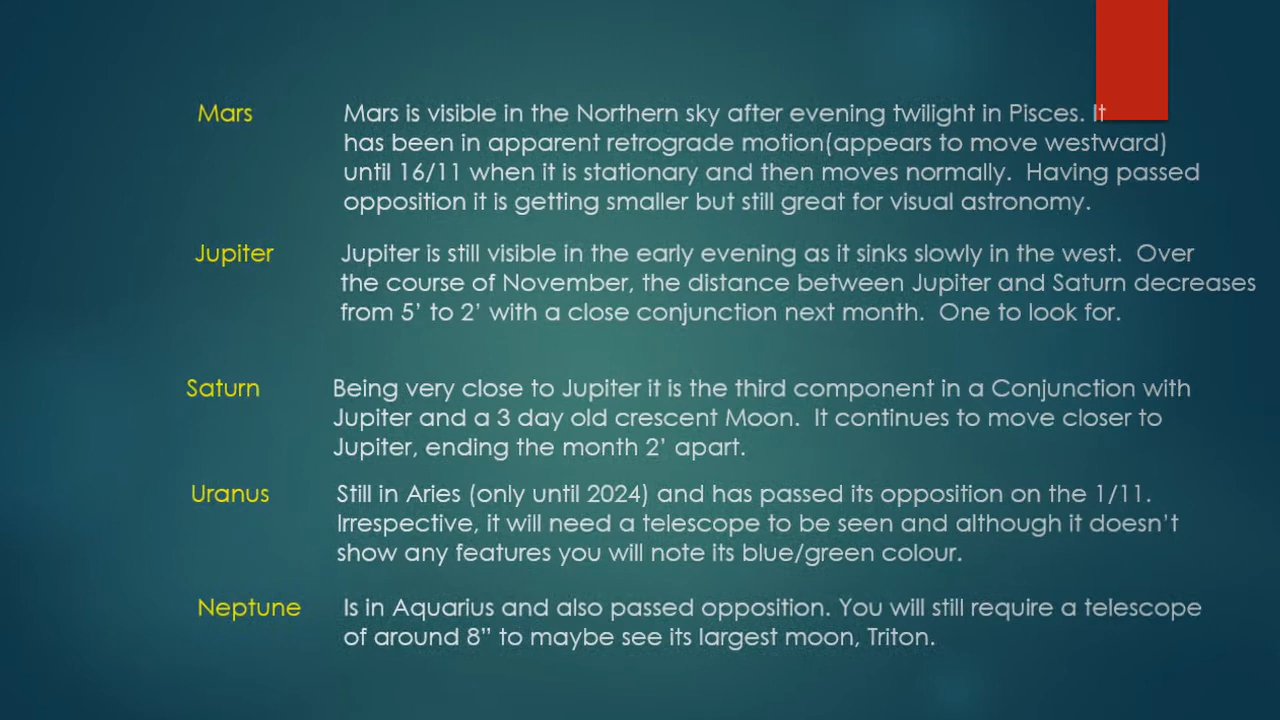 Mars Mars is visible in the Northern sky after evening twilight in Pisces. It
has been in apparent retrograde motion(appears to move westward)
until 16/11 when it is stationary and then moves normally. Having passed
opposition it is getting smaller but still great for visual astronomy.
Jupiter Jupiter is still visible in the early evening as it sinks slowly in the west. Over
the course of November, the distance between Jupiter and Saturn decreases
from 5’ to 2’ with a close conjunction next month. One to look for.
Saturn Being very close to Jupiter it is the third component in a Conjunction with
Jupiter and a 3 day old crescent Moon. It continues to move closer to
Jupiter, ending the month 2’ apart.
Uranus Still in Aries (only until 2024) and has passed its opposition on the 1/11.
Irrespective, it will need a telescope to be seen and although it doesn’t
show any features you will note its blue/green colour.
Neptune Is in Aquarius and also passed opposition. You will still require a telescope
of around 8” to maybe see its largest moon, Triton.